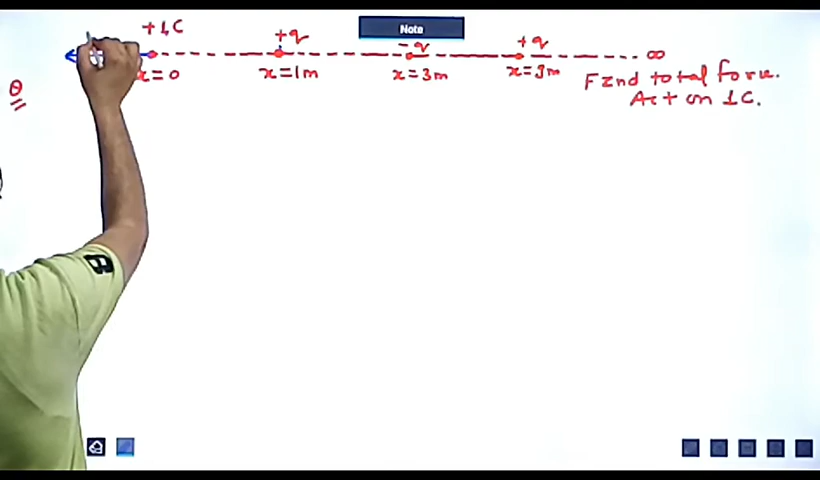 Note
+1C +q -q +q
x=0 x=1m x=3m x=9m ∞
Q
Find total force.
Act on 1C.
B